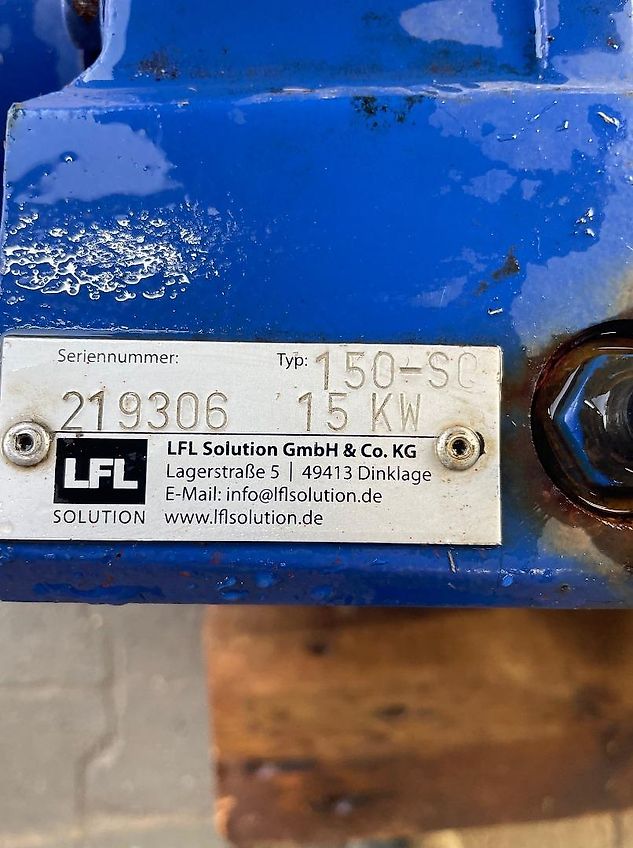 Seriennummer: Typ: 150-SC
219306 15 KW
LFL Solution GmbH & Co. KG
Lagerstraße 5 | 49413 Dinklage
E-Mail: info@lflsolution.de
www.lflsolution.de
LFL
SOLUTION